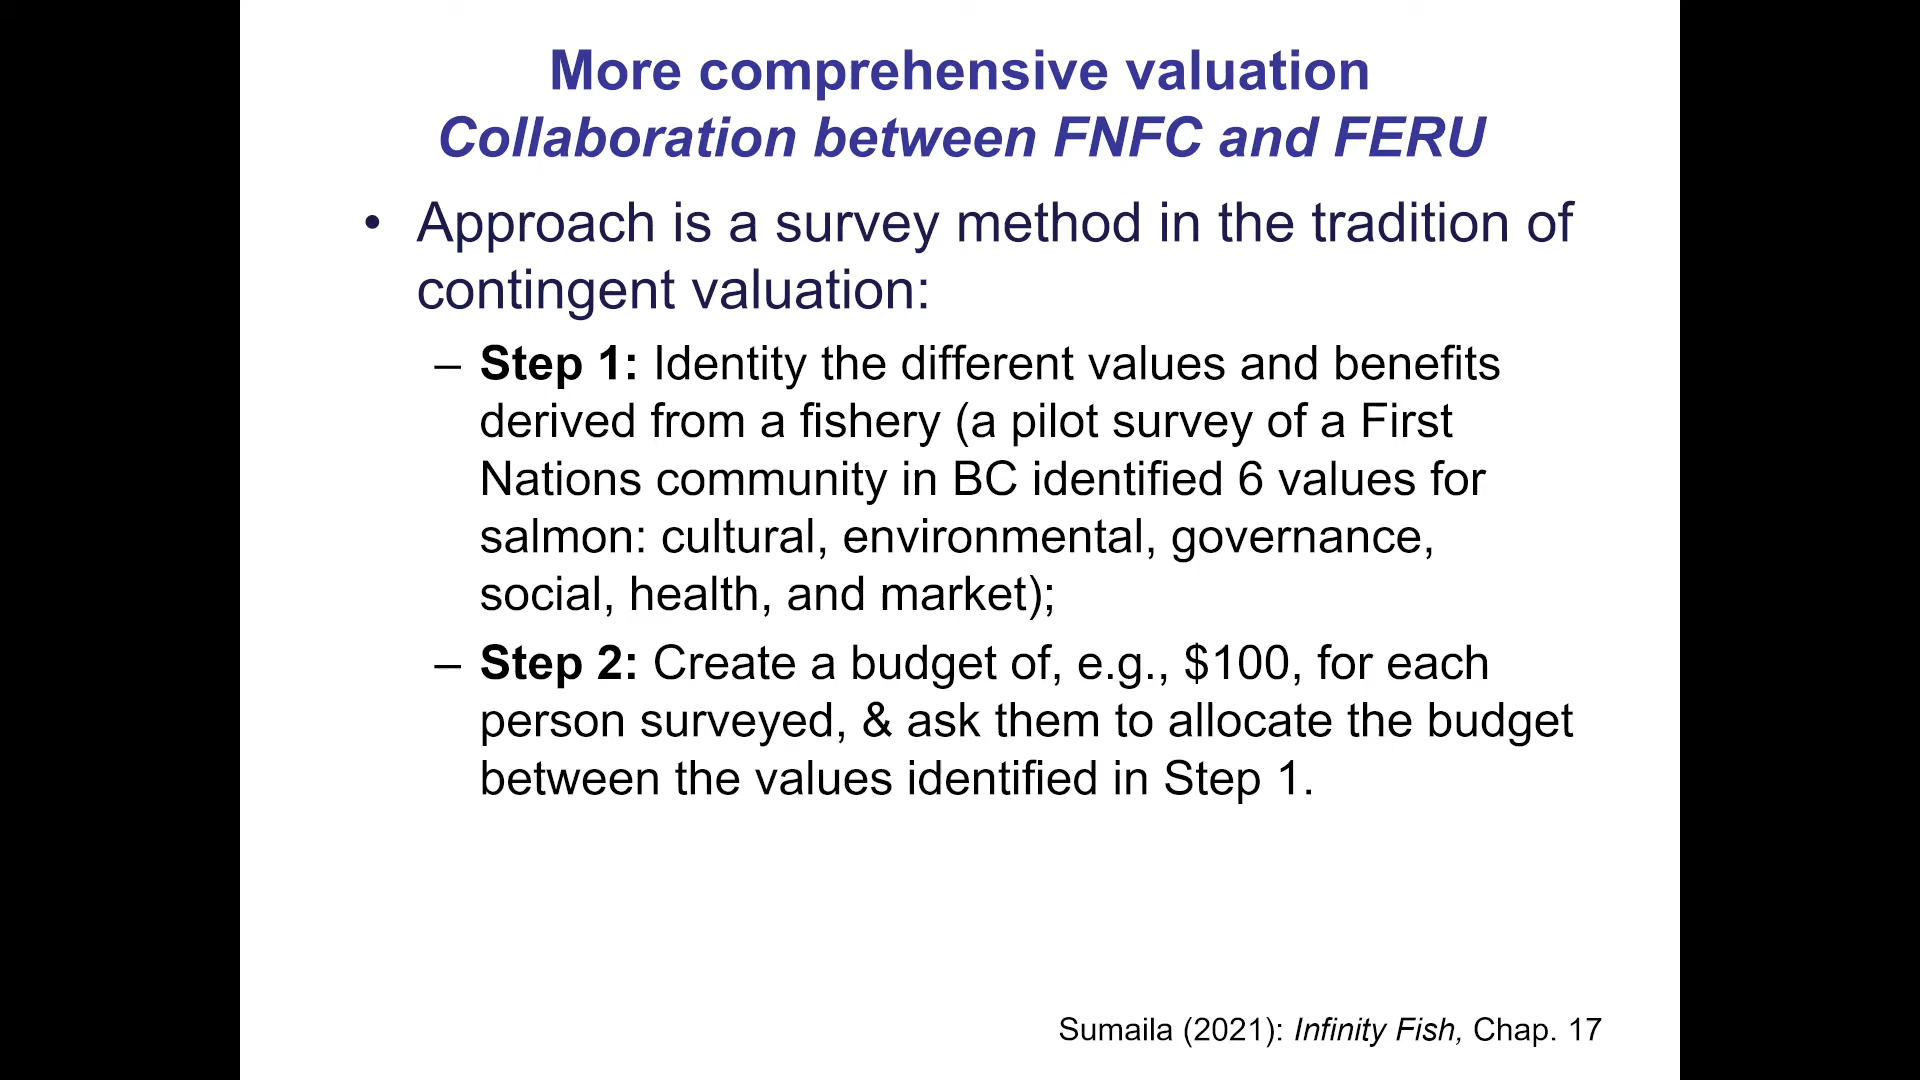 More comprehensive valuation
Collaboration between FNFC and FERU
• Approach is a survey method in the tradition of
contingent valuation:
– Step 1: Identity the different values and benefits
derived from a fishery (a pilot survey of a First
Nations community in BC identified 6 values for
salmon: cultural, environmental, governance,
social, health, and market);
– Step 2: Create a budget of, e.g., $100, for each
person surveyed, & ask them to allocate the budget
between the values identified in Step 1.
Sumaila (2021): Infinity Fish, Chap. 17